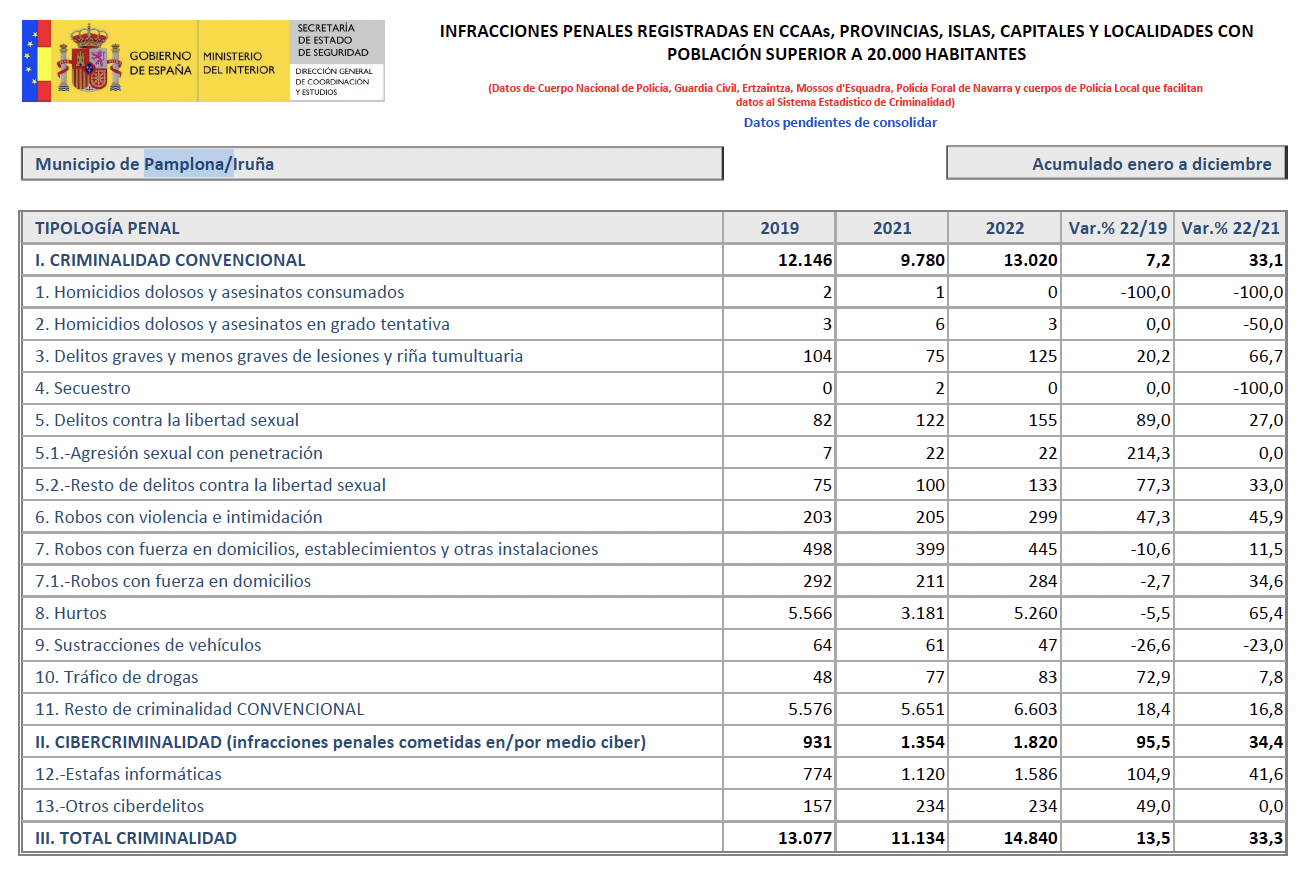 GOBIERNO
DE ESPAÑA
MINISTERIO
DEL INTERIOR
SECRETARÍA
DE ESTADO
DE SEGURIDAD
DIRECCIÓN GENERAL
DE COORDINACIÓN
Y ESTUDIOS
INFRACCIONES PENALES REGISTRADAS EN CCAAs, PROVINCIAS, ISLAS, CAPITALES Y LOCALIDADES CON
POBLACIÓN SUPERIOR A 20.000 HABITANTES
(Datos de Cuerpo Nacional de Policía, Guardia Civil, Ertzaintza, Mossos d'Esquadra, Policía Foral de Navarra y cuerpos de Policía Local que facilitan
datos al Sistema Estadístico de Criminalidad)
Datos pendientes de consolidar
Municipio de Pamplona/Iruña Acumulado enero a diciembre
TIPOLOGÍA PENAL 2019 2021 2022 Var.% 22/19 Var.% 22/21
I. CRIMINALIDAD CONVENCIONAL 12.146 9.780 13.020 7,2 33,1
1. Homicidios dolosos y asesinatos consumados 2 1 0 -100,0 -100,0
2. Homicidios dolosos y asesinatos en grado tentativa 3 6 3 0,0 -50,0
3. Delitos graves y menos graves de lesiones y riña tumultuaria 104 75 125 20,2 66,7
4. Secuestro 0 2 0 0,0 -100,0
5. Delitos contra la libertad sexual 82 122 155 89,0 27,0
5.1.-Agresión sexual con penetración 7 22 22 214,3 0,0
5.2.-Resto de delitos contra la libertad sexual 75 100 133 77,3 33,0
6. Robos con violencia e intimidación 203 205 299 47,3 45,9
7. Robos con fuerza en domicilios, establecimientos y otras instalaciones 498 399 445 -10,6 11,5
7.1.-Robos con fuerza en domicilios 292 211 284 -2,7 34,6
8. Hurtos 5.566 3.181 5.260 -5,5 65,4
9. Sustracciones de vehículos 64 61 47 -26,6 -23,0
10. Tráfico de drogas 48 77 83 72,9 7,8
11. Resto de criminalidad CONVENCIONAL 5.576 5.651 6.603 18,4 16,8
II. CIBERCRIMINALIDAD (infracciones penales cometidas en/por medio ciber) 931 1.354 1.820 95,5 34,4
12.-Estafas informáticas 774 1.120 1.586 104,9 41,6
13.-Otros ciberdelitos 157 234 234 49,0 0,0
III. TOTAL CRIMINALIDAD 13.077 11.134 14.840 13,5 33,3